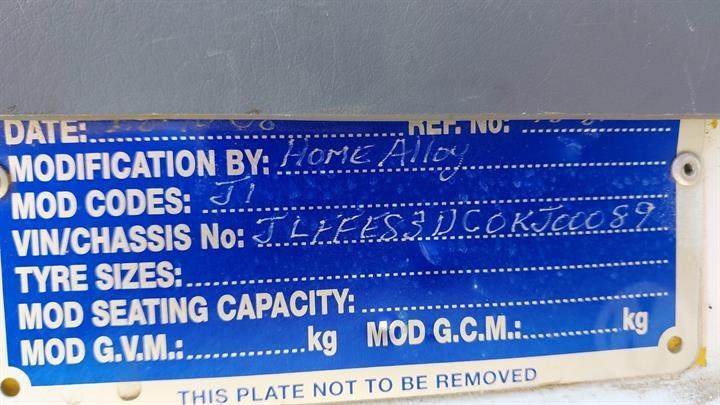 DATE:
REF. No:
MODIFICATION BY: Home Alloy
MOD CODES: J1
VIN/CHASSIS No: JLFFE83DC0KJ00089
TYRE SIZES:
MOD SEATING CAPACITY:
MOD G.V.M.: kg MOD G.C.M.: kg
THIS PLATE NOT TO BE REMOVED